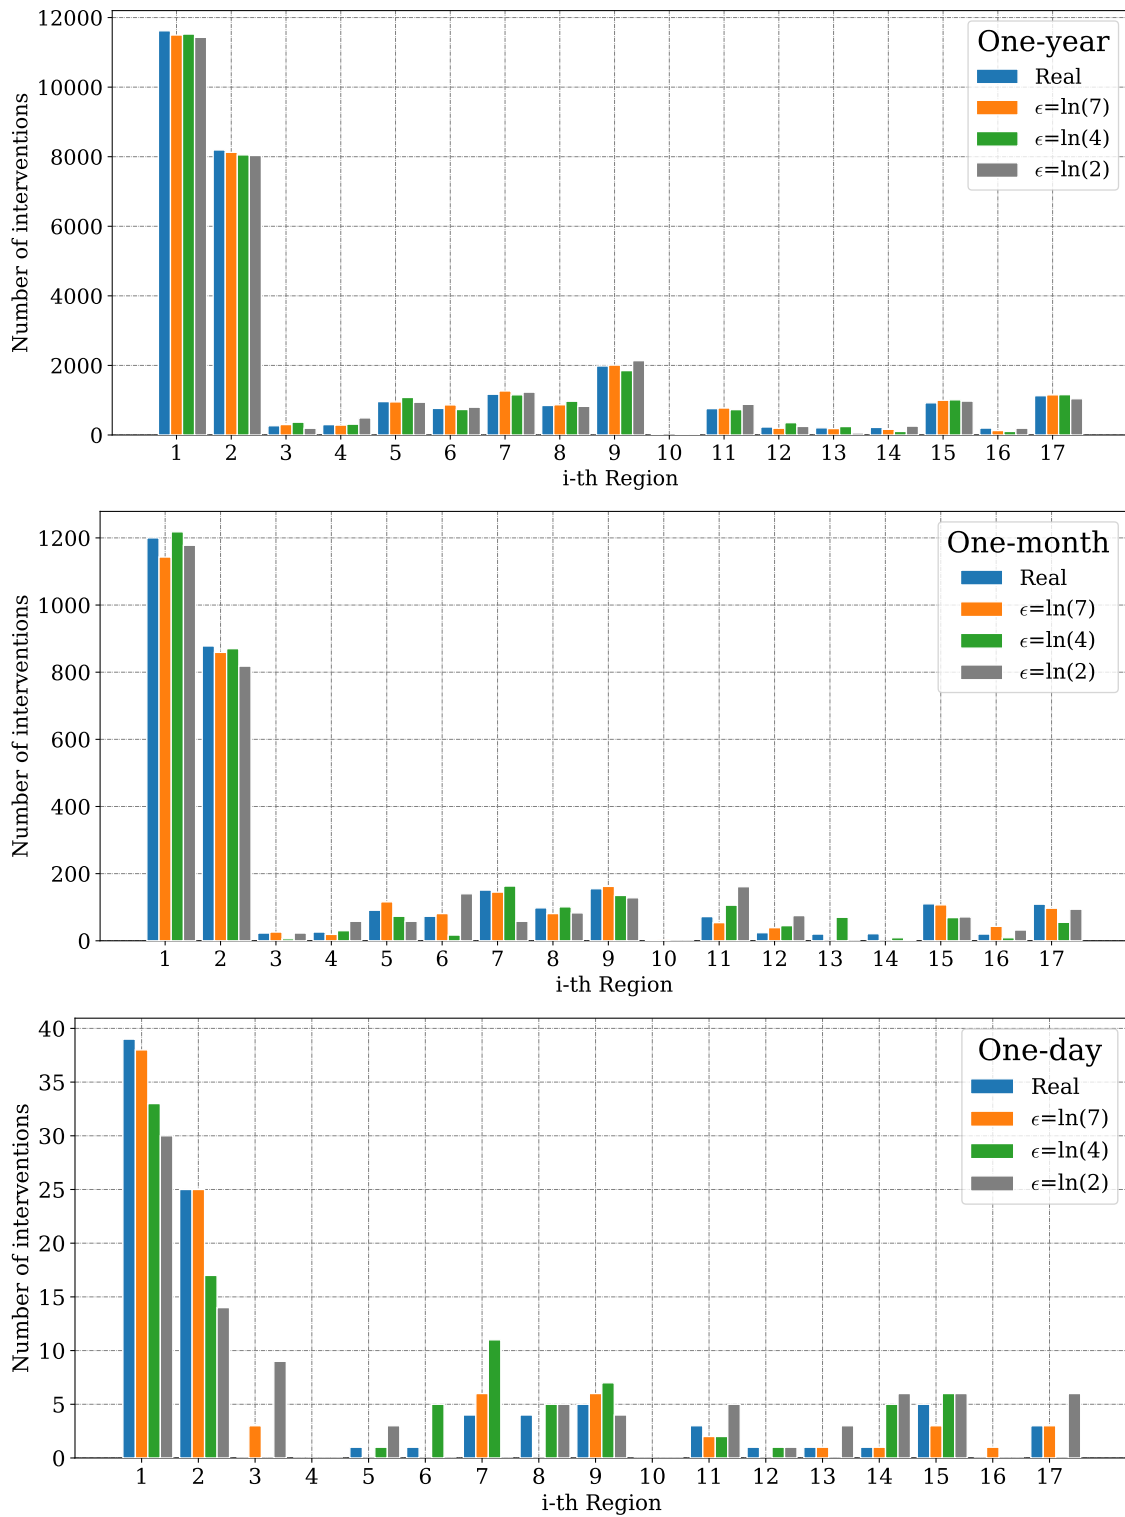 12000
10000
8000
6000
4000
2000
0
Number of interventions
One-year
Real
ϵ=ln(7)
ϵ=ln(4)
ϵ=ln(2)
1 2 3 4 5 6 7 8 9 10 11 12 13 14 15 16 17
i-th Region
1200
1000
800
600
400
200
0
Number of interventions
One-month
Real
ϵ=ln(7)
ϵ=ln(4)
ϵ=ln(2)
1 2 3 4 5 6 7 8 9 10 11 12 13 14 15 16 17
i-th Region
40
35
30
25
20
15
10
5
0
Number of interventions
One-day
Real
ϵ=ln(7)
ϵ=ln(4)
ϵ=ln(2)
1 2 3 4 5 6 7 8 9 10 11 12 13 14 15 16 17
i-th Region